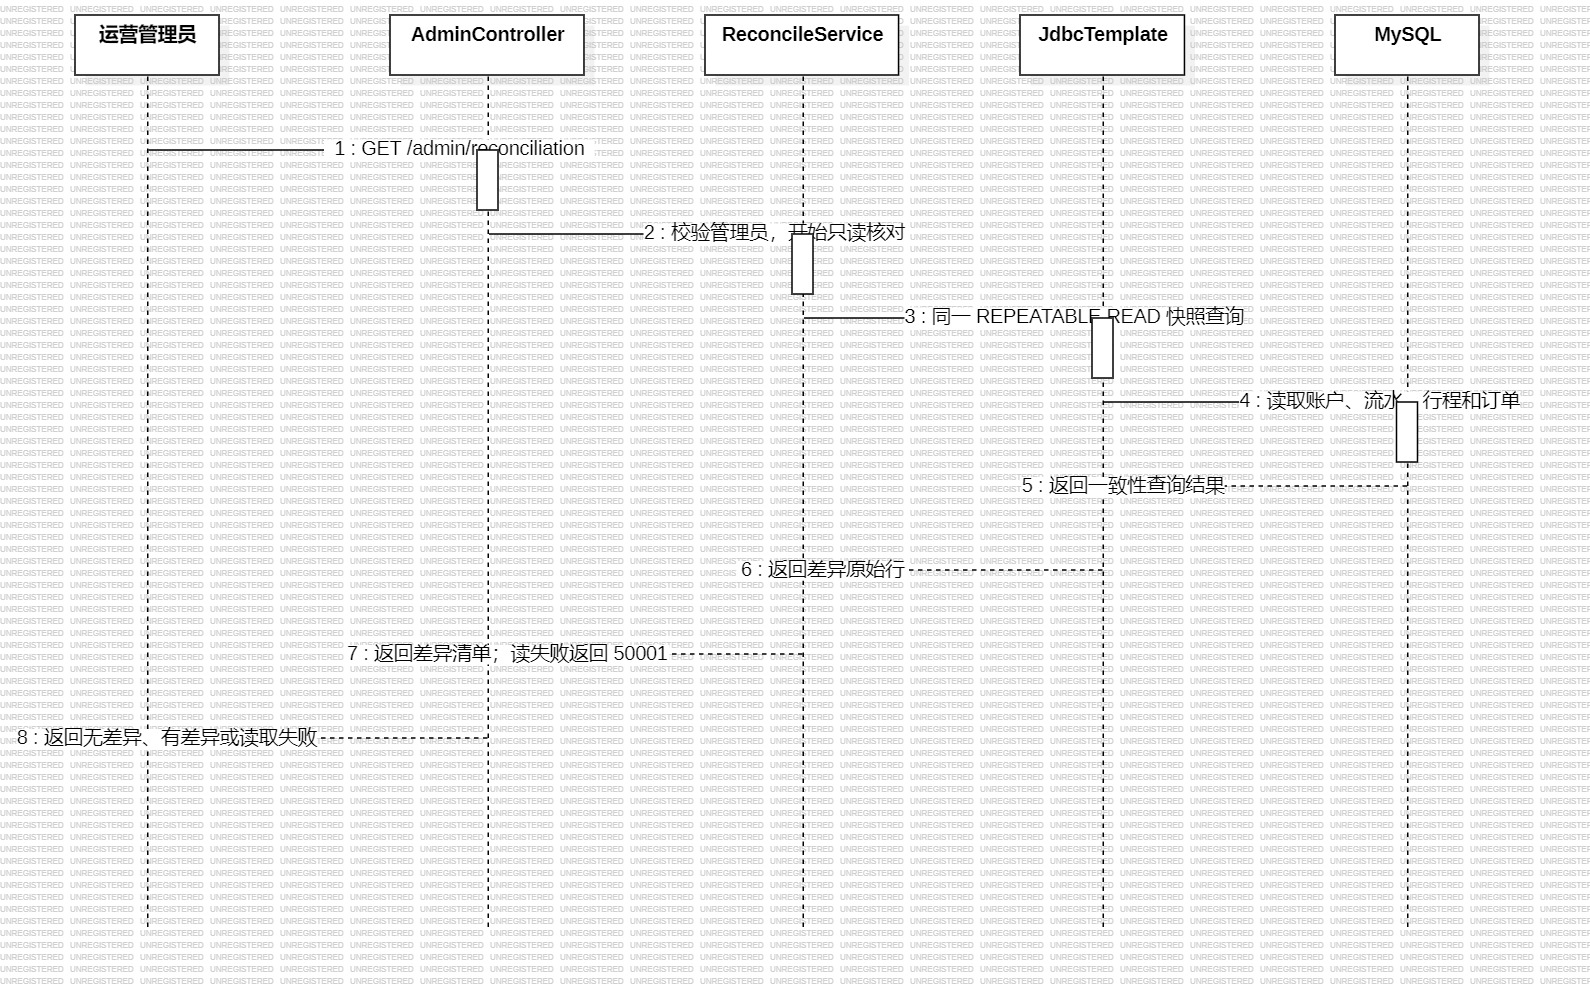 运营管理员
AdminController
ReconcileService
JdbcTemplate
MySQL
1 : GET /admin/reconciliation
2 : 校验管理员，开始只读核对
3 : 同一 REPEATABLE READ 快照查询
4 : 读取账户、流水、行程和订单
5 : 返回一致性查询结果
6 : 返回差异原始行
7 : 返回差异清单；读失败返回 50001
8 : 返回无差异、有差异或读取失败
UNREGISTERED